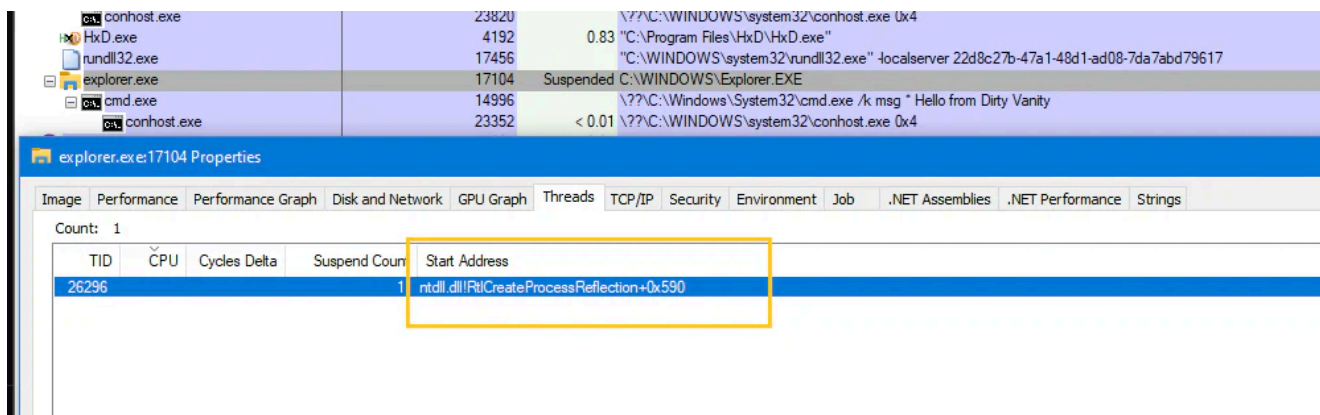 conhost.exe 23820 \??\C:\WINDOWS\system32\conhost.exe 0x4
HxD.exe 4192 0.83 "C:\Program Files\HxD\HxD.exe"
rundll32.exe 17456 "C:\WINDOWS\system32\rundll32.exe" -localserver 22d8c27b-47a1-48d1-ad08-7da7abd79617
explorer.exe 17104 Suspended C:\WINDOWS\Explorer.EXE
cmd.exe 14996 \??\C:\Windows\System32\cmd.exe /k msg * Hello from Dirty Vanity
conhost.exe 23352 < 0.01 \??\C:\WINDOWS\system32\conhost.exe 0x4
explorer.exe:17104 Properties
Image Performance Performance Graph Disk and Network GPU Graph Threads TCP/IP Security Environment Job .NET Assemblies .NET Performance Strings
Count: 1
TID CPU Cycles Delta Suspend Coun Start Address
26296 1 ntdll.dll!RtlCreateProcessReflection+0x590